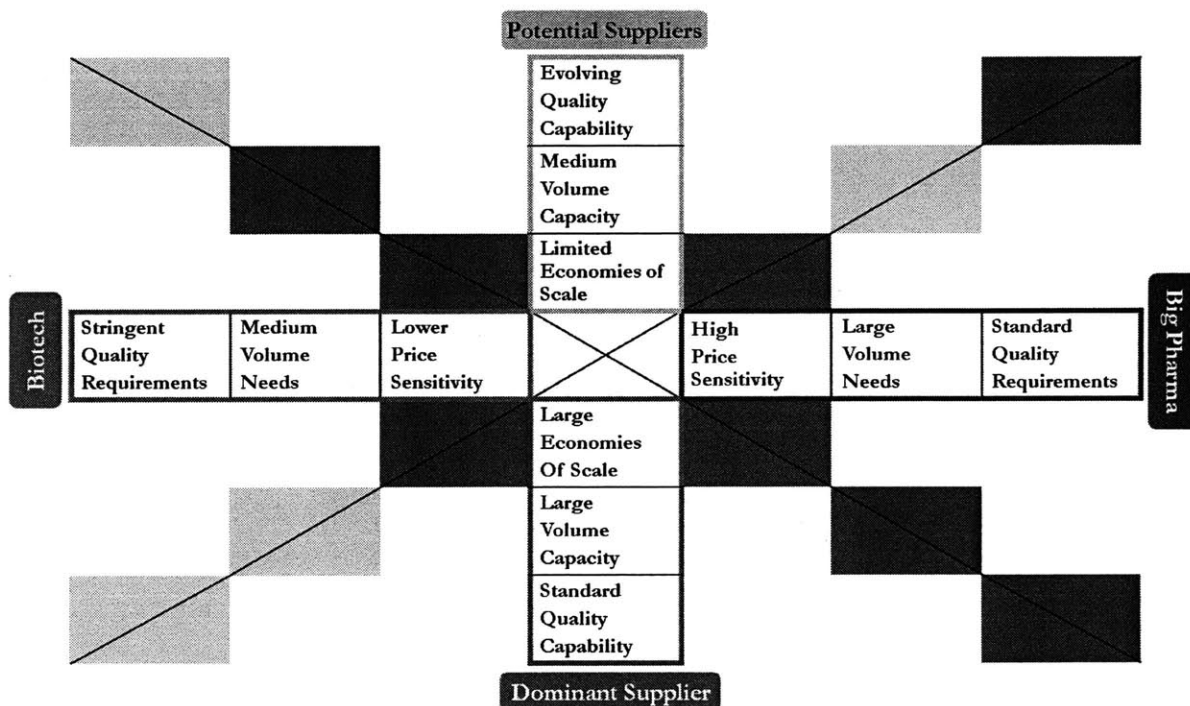 Potential Suppliers
Evolving
Quality
Capability
Medium
Volume
Capacity
Limited
Economies of
Scale
Biotech
Stringent
Quality
Requirements
Medium
Volume
Needs
Lower
Price
Sensitivity
High
Price
Sensitivity
Large
Volume
Needs
Standard
Quality
Requirements
Big Pharma
Large
Economies
Of Scale
Large
Volume
Capacity
Standard
Quality
Capability
Dominant Supplier